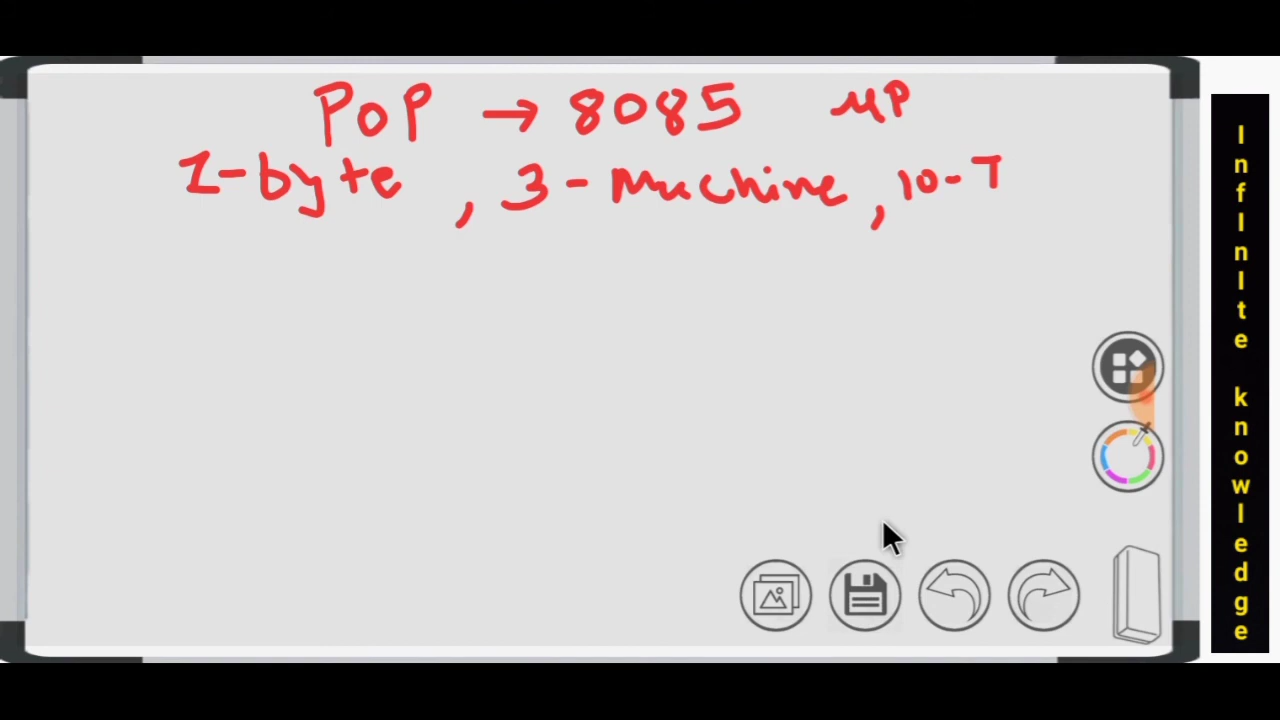 POP → 8085 μP
1-byte, 3-Machine, 10-T
InfInIte knowledge